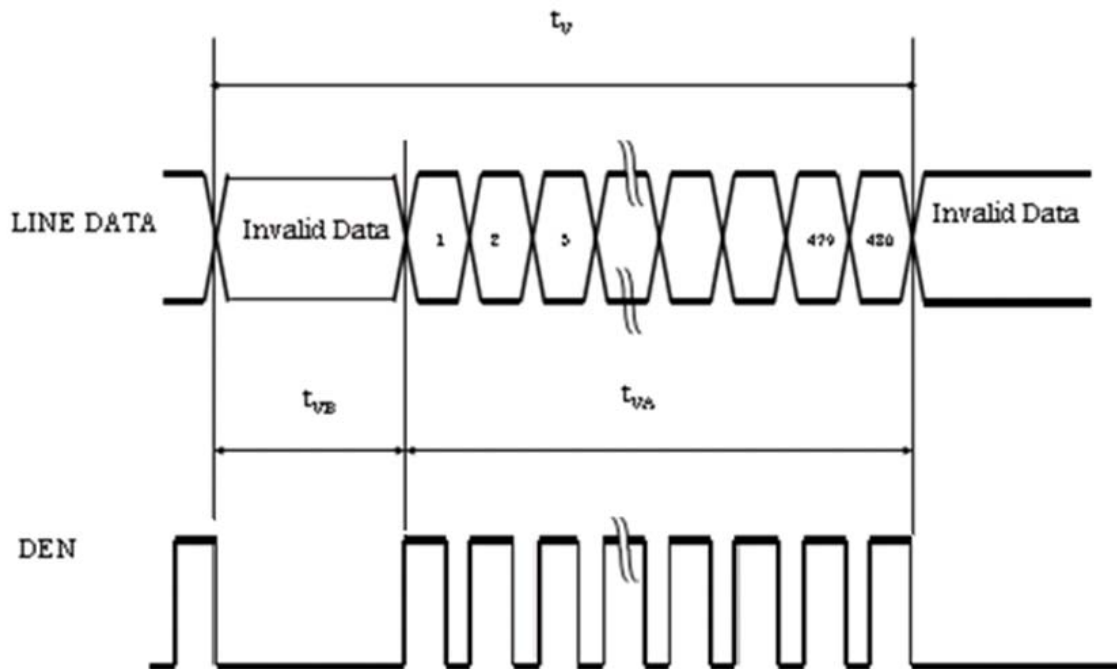 t_V
LINE DATA
Invalid Data
1
2
3
479
480
Invalid Data
t_VB
t_VA
DEN